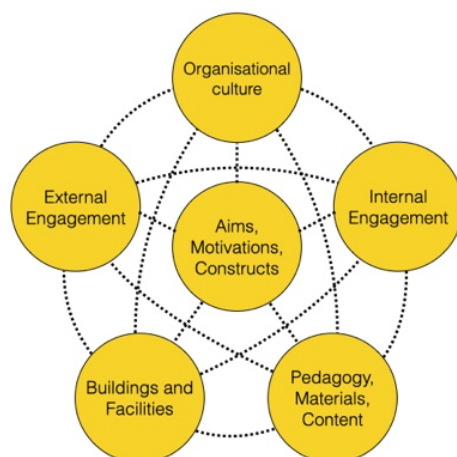 Organisational
culture
External
Engagement
Internal
Engagement
Aims,
Motivations,
Constructs
Buildings and
Facilities
Pedagogy,
Materials,
Content